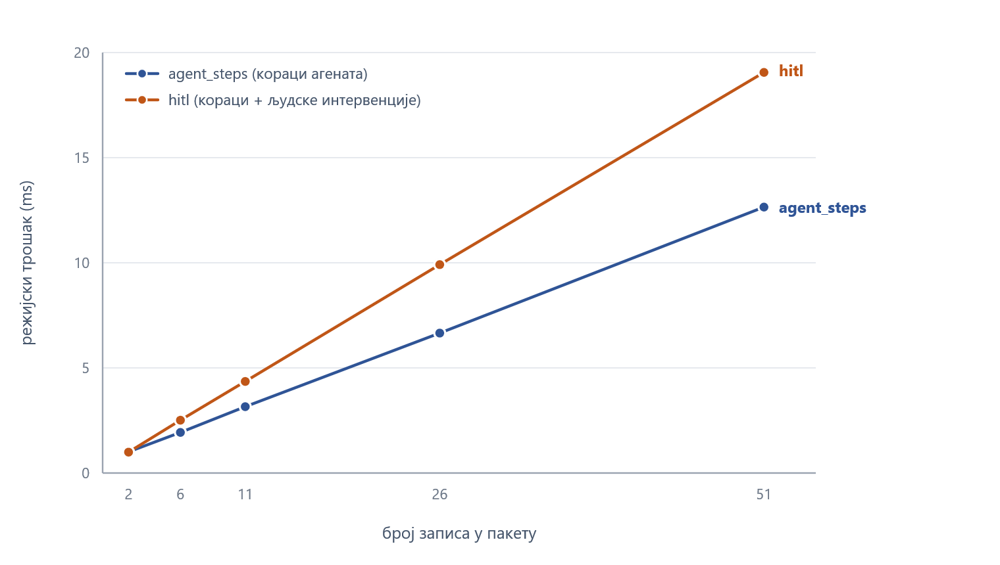 20
agent_steps (кораци агената)
hitl (кораци + људске интервенције)
hitl
15
agent_steps
10
5
0
режијски трошак (ms)
2 6 11 26 51
број записа у пакету